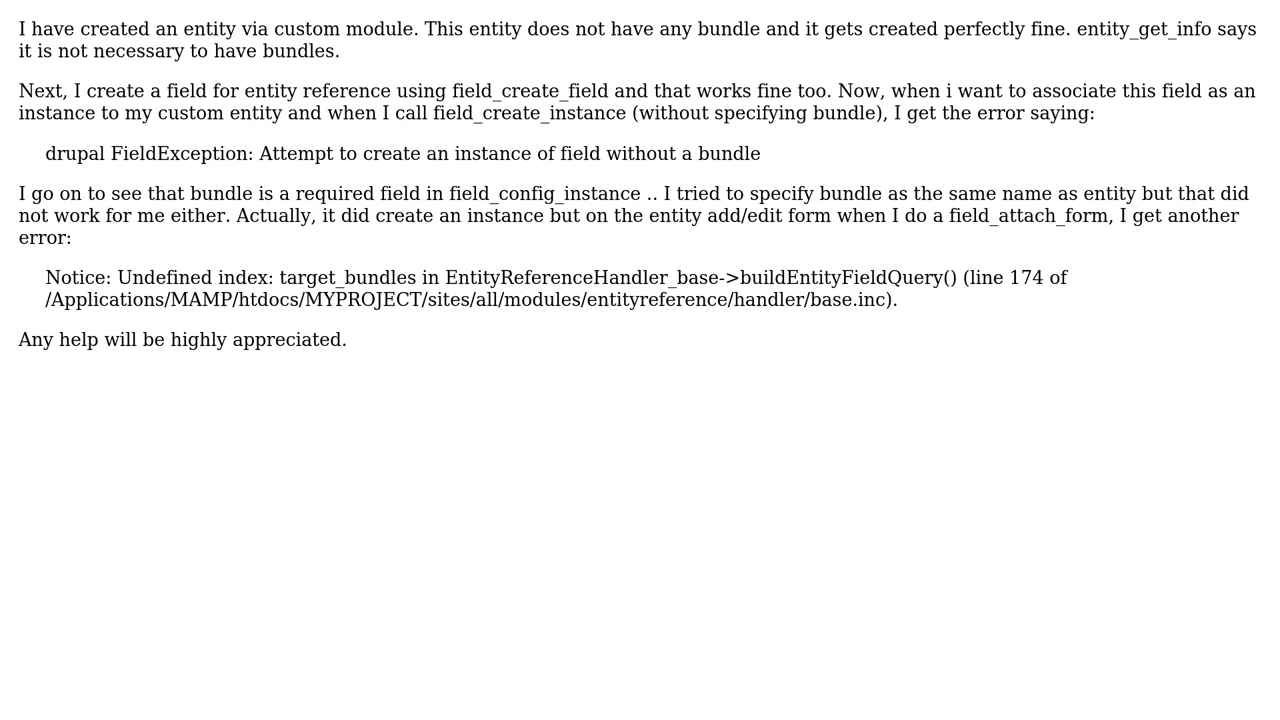 I have created an entity via custom module. This entity does not have any bundle and it gets created perfectly fine. entity_get_info says
it is not necessary to have bundles.
Next, I create a field for entity reference using field_create_field and that works fine too. Now, when i want to associate this field as an
instance to my custom entity and when I call field_create_instance (without specifying bundle), I get the error saying:
drupal FieldException: Attempt to create an instance of field without a bundle
I go on to see that bundle is a required field in field_config_instance .. I tried to specify bundle as the same name as entity but that did
not work for me either. Actually, it did create an instance but on the entity add/edit form when I do a field_attach_form, I get another
error:
Notice: Undefined index: target_bundles in EntityReferenceHandler_base->buildEntityFieldQuery() (line 174 of
/Applications/MAMP/htdocs/MYPROJECT/sites/all/modules/entityreference/handler/base.inc).
Any help will be highly appreciated.